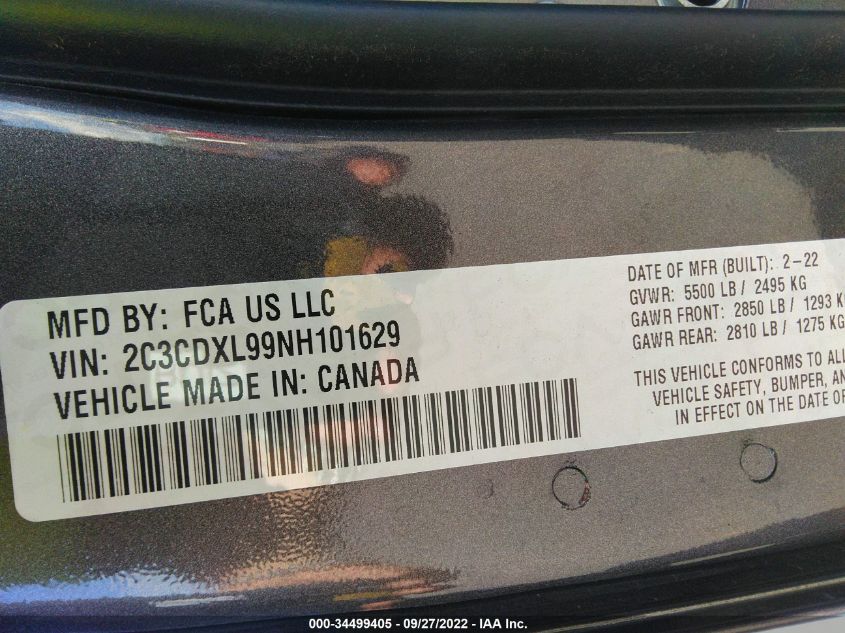 MFD BY: FCA US LLC
VIN: 2C3CDXL99NH101629
VEHICLE MADE IN: CANADA
DATE OF MFR (BUILT): 2-22
GVWR: 5500 LB / 2495 KG
GAWR FRONT: 2850 LB / 1293 K
GAWR REAR: 2810 LB / 1275 KG
THIS VEHICLE CONFORMS TO ALL
VEHICLE SAFETY, BUMPER, AN
IN EFFECT ON THE DATE OF
000-34499405 - 09/27/2022 - IAA Inc.